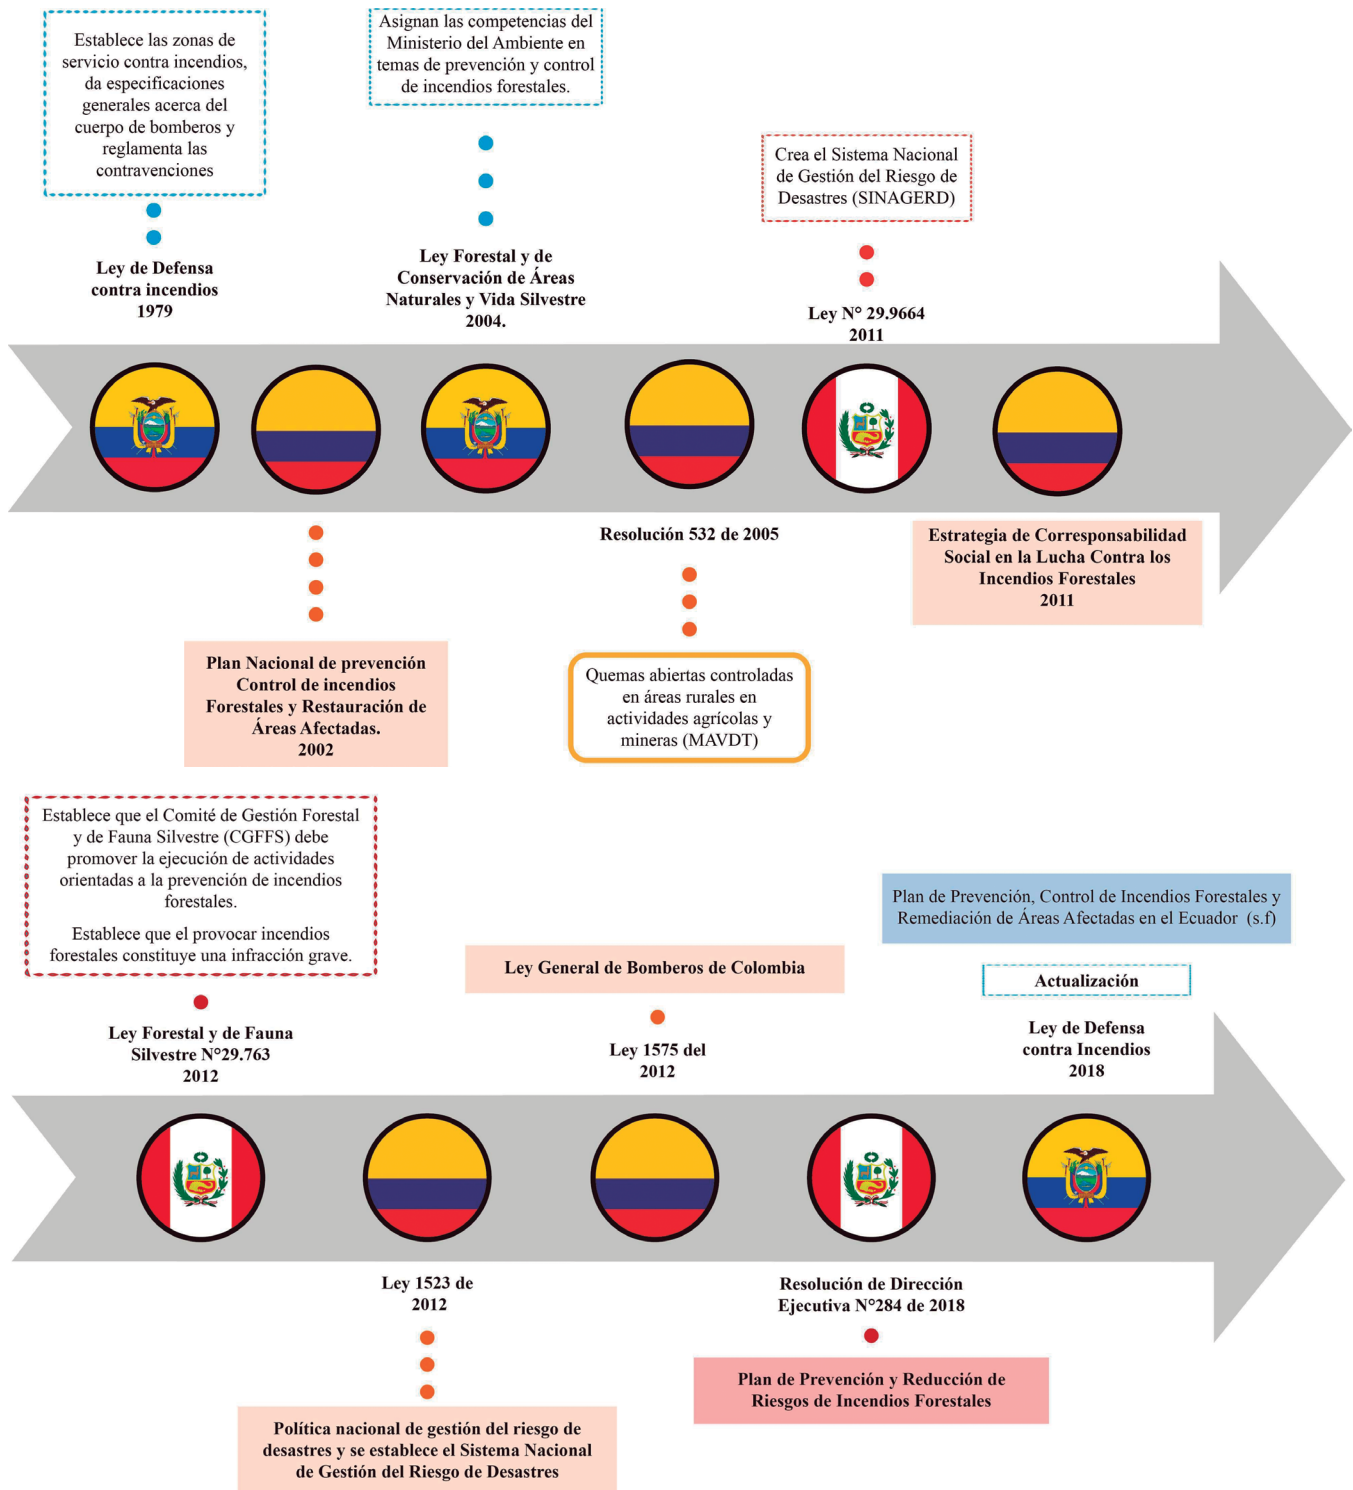 Establece las zonas de
servicio contra incendios,
da especificaciones
generales acerca del
cuerpo de bomberos y
reglamenta las
contravenciones
Ley de Defensa
contra incendios
1979
Asignan las competencias del
Ministerio del Ambiente en
temas de prevención y control
de incendios forestales.
Ley Forestal y de
Conservación de Áreas
Naturales y Vida Silvestre
2004.
Crea el Sistema Nacional
de Gestión del Riesgo de
Desastres (SINAGERD)
Ley N° 29.9664
2011
Plan Nacional de prevención
Control de incendios
Forestales y Restauración de
Áreas Afectadas.
2002
Resolución 532 de 2005
Quemas abiertas controladas
en áreas rurales en
actividades agrícolas y
mineras (MAVDT)
Estrategia de Corresponsabilidad
Social en la Lucha Contra los
Incendios Forestales
2011
Establece que el Comité de Gestión Forestal
y de Fauna Silvestre (CGFFS) debe
promover la ejecución de actividades
orientadas a la prevención de incendios
forestales.
Establece que el provocar incendios
forestales constituye una infracción grave.
Ley Forestal y de Fauna
Silvestre N°29.763
2012
Ley General de Bomberos de Colombia
Ley 1575 del
2012
Plan de Prevención, Control de Incendios Forestales y
Remediación de Áreas Afectadas en el Ecuador (s.f)
Actualización
Ley de Defensa
contra Incendios
2018
Ley 1523 de
2012
Política nacional de gestión del riesgo de
desastres y se establece el Sistema Nacional
de Gestión del Riesgo de Desastres
Resolución de Dirección
Ejecutiva N°284 de 2018
Plan de Prevención y Reducción de
Riesgos de Incendios Forestales